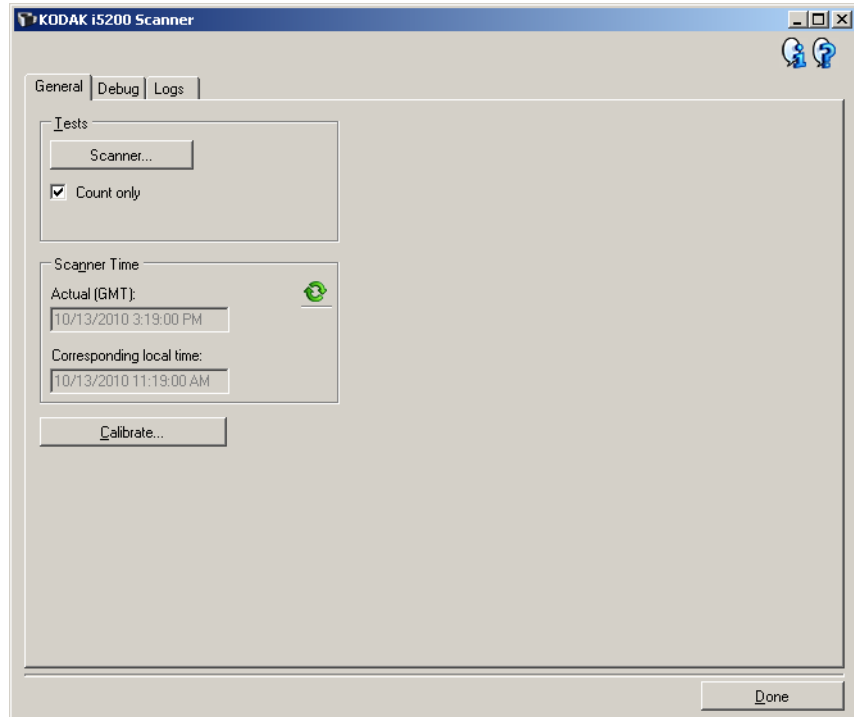 KODAK i5200 Scanner
General Debug Logs
Tests
Scanner...
Count only
Scanner Time
Actual (GMT):
10/13/2010 3:19:00 PM
Corresponding local time:
10/13/2010 11:19:00 AM
Calibrate...
Done